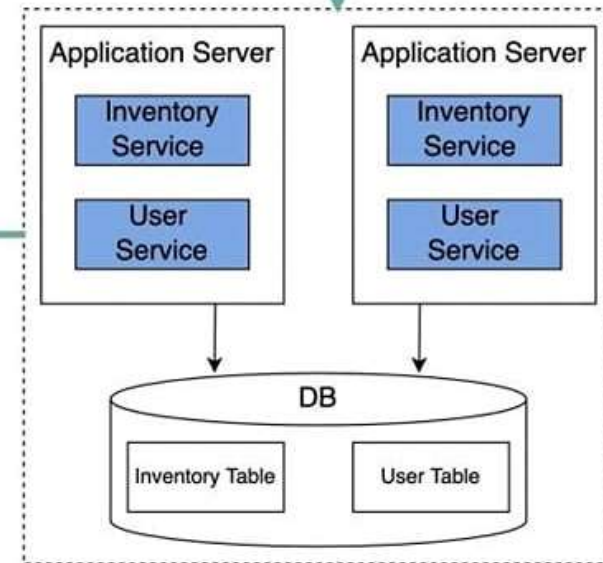 Application Server
Inventory
Service
User
Service
Application Server
Inventory
Service
User
Service
DB
Inventory Table
User Table